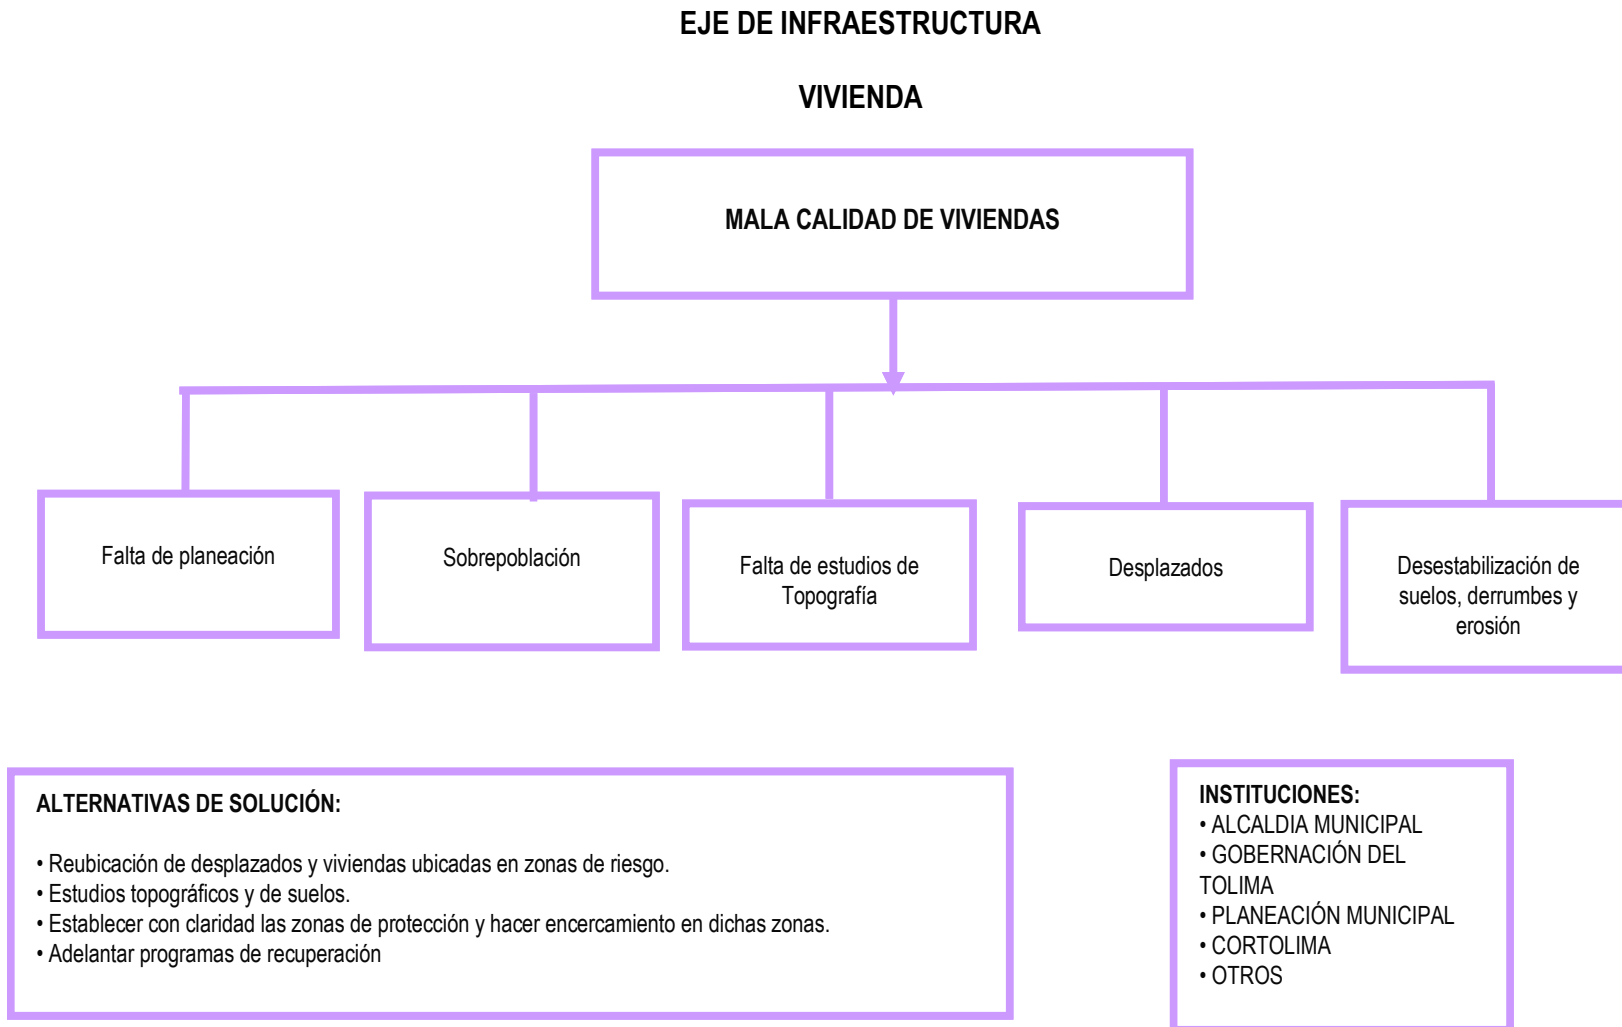 EJE DE INFRAESTRUCTURA
VIVIENDA
MALA CALIDAD DE VIVIENDAS
Falta de planeación
Sobrepoblación
Falta de estudios de
Topografía
Desplazados
Desestabilización de
suelos, derrumbes y
erosión
ALTERNATIVAS DE SOLUCIÓN:
• Reubicación de desplazados y viviendas ubicadas en zonas de riesgo.
• Estudios topográficos y de suelos.
• Establecer con claridad las zonas de protección y hacer encercamiento en dichas zonas.
• Adelantar programas de recuperación
INSTITUCIONES:
• ALCALDIA MUNICIPAL
• GOBERNACIÓN DEL
TOLIMA
• PLANEACIÓN MUNICIPAL
• CORTOLIMA
• OTROS